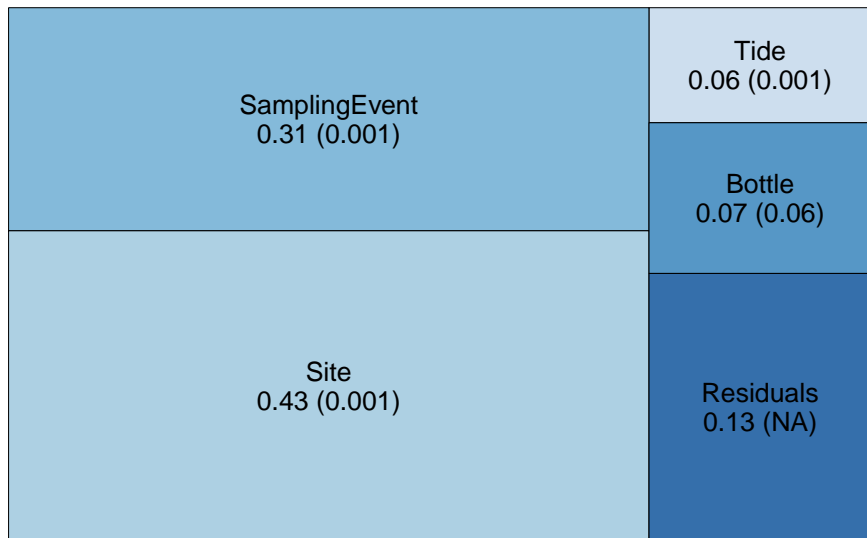 SamplingEvent
0.31 (0.001)
Site
0.43 (0.001)
Tide
0.06 (0.001)
Bottle
0.07 (0.06)
Residuals
0.13 (NA)